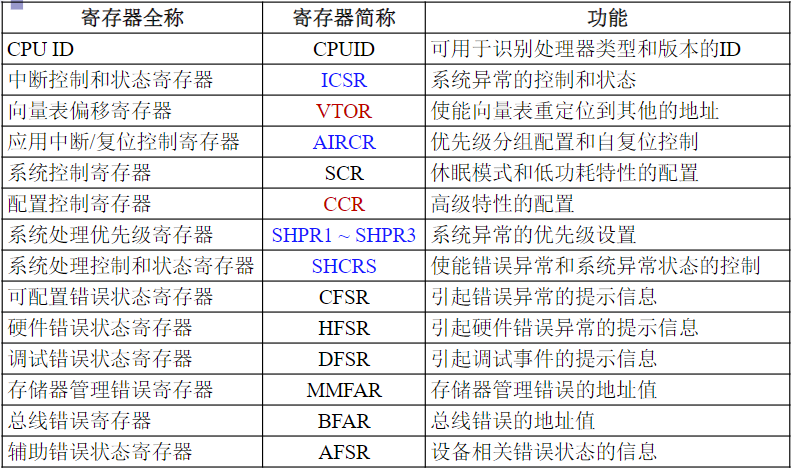 寄存器全称 寄存器简称 功能
CPU ID CPUID 可用于识别处理器类型和版本的ID
中断控制和状态寄存器 ICSR 系统异常的控制和状态
向量表偏移寄存器 VTOR 使能向量表重定位到其他的地址
应用中断/复位控制寄存器 AIRCR 优先级分组配置和自复位控制
系统控制寄存器 SCR 休眠模式和低功耗特性的配置
配置控制寄存器 CCR 高级特性的配置
系统处理优先级寄存器 SHPR1 ~ SHPR3 系统异常的优先级设置
系统处理控制和状态寄存器 SHCRS 使能错误异常和系统异常状态的控制
可配置错误状态寄存器 CFSR 引起错误异常的提示信息
硬件错误状态寄存器 HFSR 引起硬件错误异常的提示信息
调试错误状态寄存器 DFSR 引起调试事件的提示信息
存储器管理错误寄存器 MMFAR 存储器管理错误的地址值
总线错误寄存器 BFAR 总线错误的地址值
辅助错误状态寄存器 AFSR 设备相关错误状态的信息